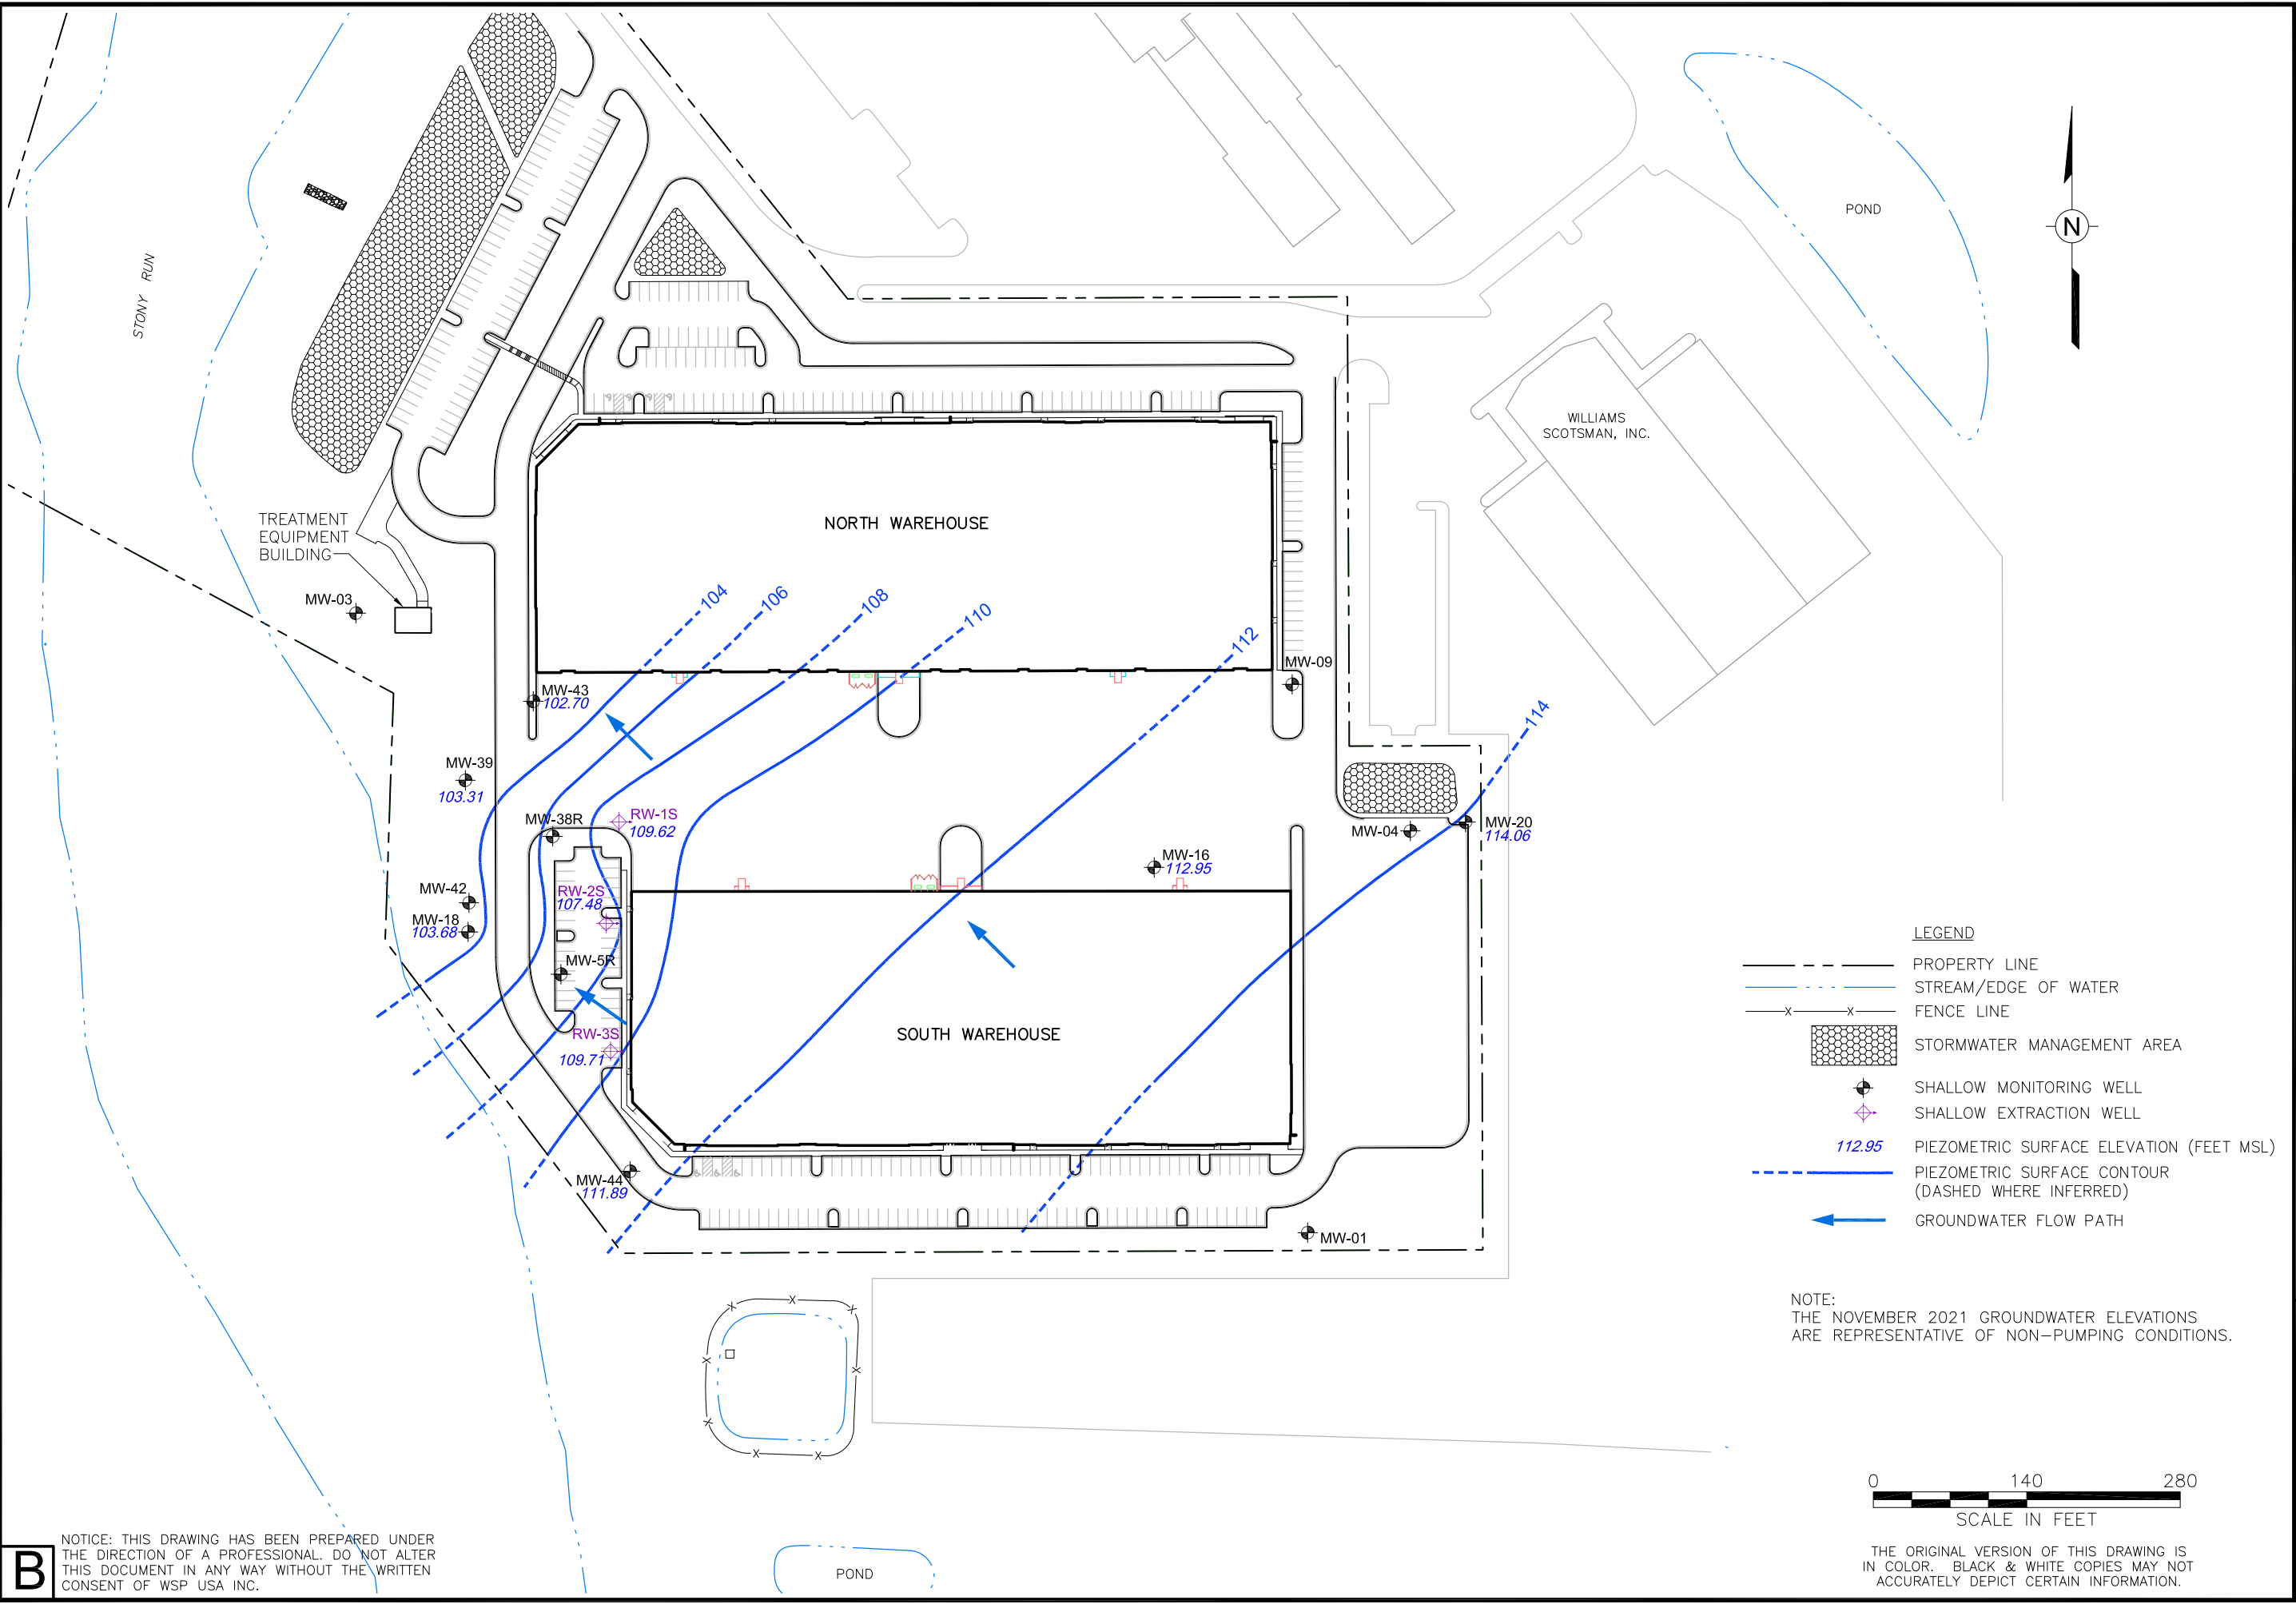 POND
N
STONY RUN
WILLIAMS
SCOTSMAN, INC.
TREATMENT
EQUIPMENT
BUILDING
NORTH WAREHOUSE
MW-03
104
106
108
110
112
114
MW-09
MW-43
102.70
MW-39
103.31
MW-38R
RW-1S
109.62
MW-04
MW-20
114.06
MW-16
112.95
MW-42
MW-18
103.68
RW-2S
107.48
MW-5R
RW-3S
109.71
SOUTH WAREHOUSE
MW-44
111.89
MW-01
LEGEND
PROPERTY LINE
STREAM/EDGE OF WATER
X X FENCE LINE
STORMWATER MANAGEMENT AREA
SHALLOW MONITORING WELL
SHALLOW EXTRACTION WELL
112.95 PIEZOMETRIC SURFACE ELEVATION (FEET MSL)
PIEZOMETRIC SURFACE CONTOUR
(DASHED WHERE INFERRED)
GROUNDWATER FLOW PATH
NOTE:
THE NOVEMBER 2021 GROUNDWATER ELEVATIONS
ARE REPRESENTATIVE OF NON-PUMPING CONDITIONS.
X X X
X X
X
X X
0 140 280
SCALE IN FEET
THE ORIGINAL VERSION OF THIS DRAWING IS
IN COLOR. BLACK & WHITE COPIES MAY NOT
ACCURATELY DEPICT CERTAIN INFORMATION.
POND
B
NOTICE: THIS DRAWING HAS BEEN PREPARED UNDER
THE DIRECTION OF A PROFESSIONAL. DO NOT ALTER
THIS DOCUMENT IN ANY WAY WITHOUT THE WRITTEN
CONSENT OF WSP USA INC.